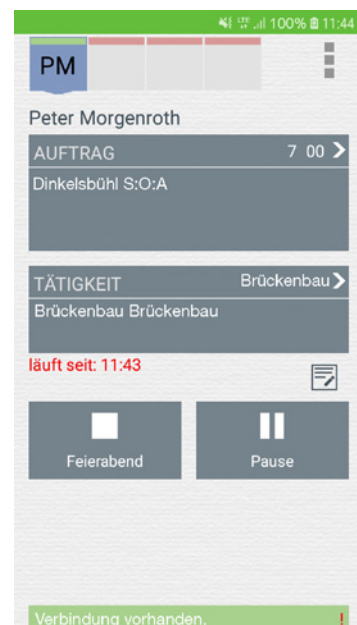 100% 11:44
PM
Peter Morgenroth
AUFTRAG 7 00
Dinkelsbühl S:O:A
TÄTIGKEIT Brückenbau
Brückenbau Brückenbau
läuft seit: 11:43
Feierabend Pause
Verbindung vorhanden. !